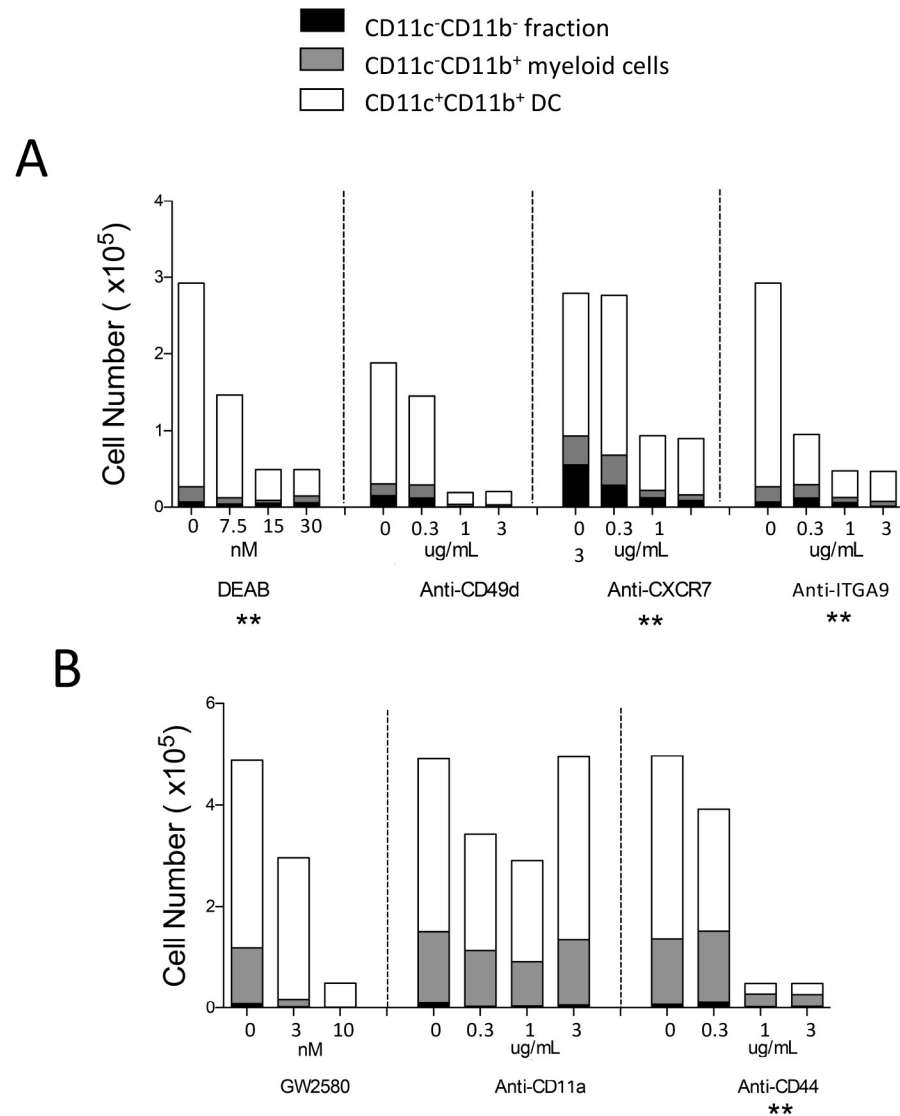 CD11c⁻CD11b⁻ fraction
CD11c⁻CD11b⁺ myeloid cells
CD11c⁺CD11b⁺ DC
A
Cell Number ( x10⁵)
4
3
2
1
0
0 7.5 15 30 0 0.3 1 3 0 0.3 1 0 0.3 1 3
nM ug/mL 3 ug/mL ug/mL
DEAB Anti-CD49d Anti-CXCR7 Anti-ITGA9
** ** **
B
Cell Number ( x10⁵)
6
4
2
0
0 3 10 0 0.3 1 3 0 0.3 1 3
nM ug/mL ug/mL
GW2580 Anti-CD11a Anti-CD44
**